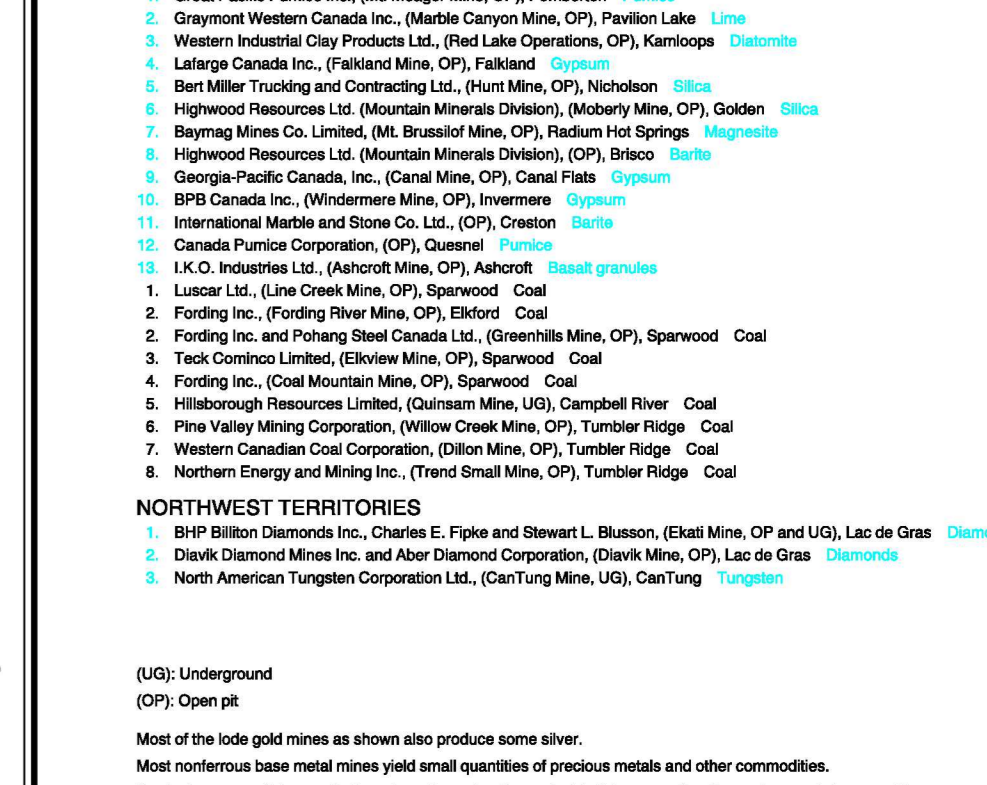 2. Graymont Western Canada Inc., (Marble Canyon Mine, OP), Pavilion Lake Lime
3. Western Industrial Clay Products Ltd., (Red Lake Operations, OP), Kamloops Diatomite
4. Lafarge Canada Inc., (Falkland Mine, OP), Falkland Gypsum
5. Bert Miller Trucking and Contracting Ltd., (Hunt Mine, OP), Nicholson Silica
6. Highwood Resources Ltd. (Mountain Minerals Division), (Moberly Mine, OP), Golden Silica
7. Baymag Mines Co. Limited, (Mt. Brussilof Mine, OP), Radium Hot Springs Magnesite
8. Highwood Resources Ltd. (Mountain Minerals Division), (OP), Brisco Barite
9. Georgia-Pacific Canada, Inc., (Canal Mine, OP), Canal Flats Gypsum
10. BPB Canada Inc., (Windermere Mine, OP), Invermere Gypsum
11. International Marble and Stone Co. Ltd., (OP), Creston Barite
12. Canada Pumice Corporation, (OP), Quesnel Pumice
13. I.K.O. Industries Ltd., (Ashcroft Mine, OP), Ashcroft Basalt granules
1. Luscar Ltd., (Line Creek Mine, OP), Sparwood Coal
2. Fording Inc., (Fording River Mine, OP), Elkford Coal
2. Fording Inc. and Pohang Steel Canada Ltd., (Greenhills Mine, OP), Sparwood Coal
3. Teck Cominco Limited, (Elkview Mine, OP), Sparwood Coal
4. Fording Inc., (Coal Mountain Mine, OP), Sparwood Coal
5. Hillsborough Resources Limited, (Quinsam Mine, UG), Campbell River Coal
6. Pine Valley Mining Corporation, (Willow Creek Mine, OP), Tumbler Ridge Coal
7. Western Canadian Coal Corporation, (Dillon Mine, OP), Tumbler Ridge Coal
8. Northern Energy and Mining Inc., (Trend Small Mine, OP), Tumbler Ridge Coal
NORTHWEST TERRITORIES
1. BHP Billiton Diamonds Inc., Charles E. Fipke and Stewart L. Blusson, (Ekati Mine, OP and UG), Lac de Gras Diam
2. Diavik Diamond Mines Inc. and Aber Diamond Corporation, (Diavik Mine, OP), Lac de Gras Diamonds
3. North American Tungsten Corporation Ltd., (CanTung Mine, UG), CanTung Tungsten
(UG): Underground
(OP): Open pit
Most of the lode gold mines as shown also produce some silver.
Most nonferrous base metal mines yield small quantities of precious metals and other commodities.